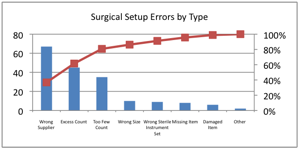 Surgical Setup Errors by Type
80
60
40
20
0
100%
80%
60%
40%
20%
0%
Wrong Supplier
Excess Count
Too Few Count
Wrong Size
Wrong Sterile Instrument Set
Missing Item
Damaged Item
Other